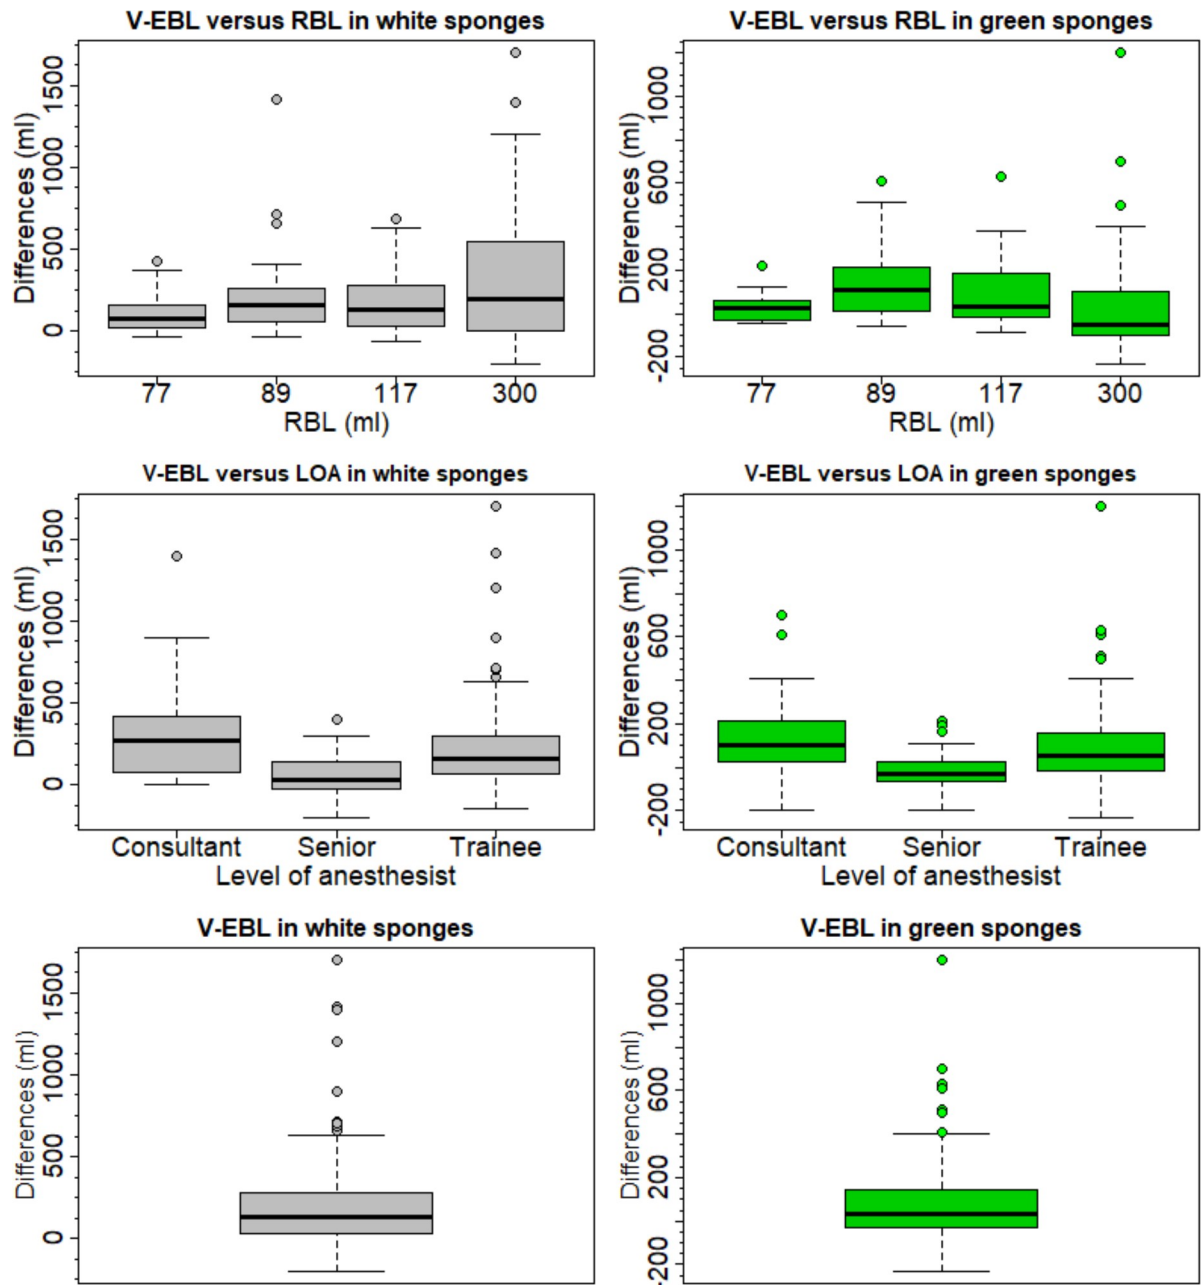 V-EBL versus RBL in white sponges
Differences (ml)
0
500
1000
1500
77 89 117 300
RBL (ml)
V-EBL versus RBL in green sponges
Differences (ml)
-200
200
600
1000
77 89 117 300
RBL (ml)
V-EBL versus LOA in white sponges
Differences (ml)
0
500
1000
1500
Consultant Senior Trainee
Level of anesthesist
V-EBL versus LOA in green sponges
Differences (ml)
-200
200
600
1000
Consultant Senior Trainee
Level of anesthesist
V-EBL in white sponges
Differences (ml)
0
500
1000
1500
V-EBL in green sponges
Differences (ml)
-200
200
600
1000